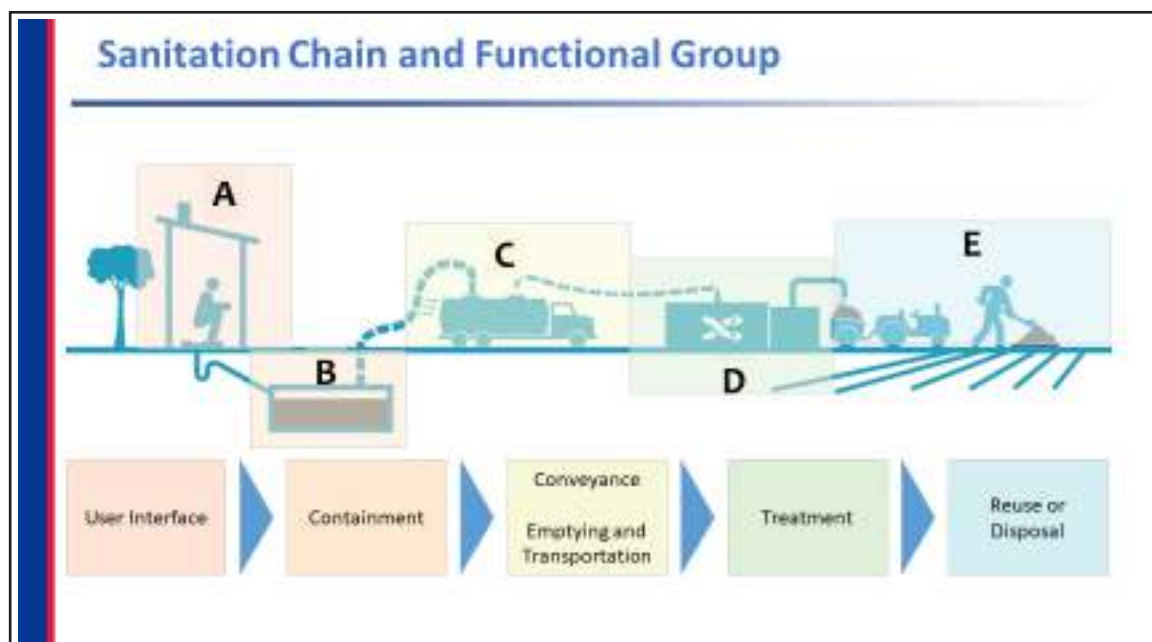 Sanitation Chain and Functional Group
A
B
C
D
E
User Interface
Containment
Conveyance
Emptying and
Transportation
Treatment
Reuse or
Disposal